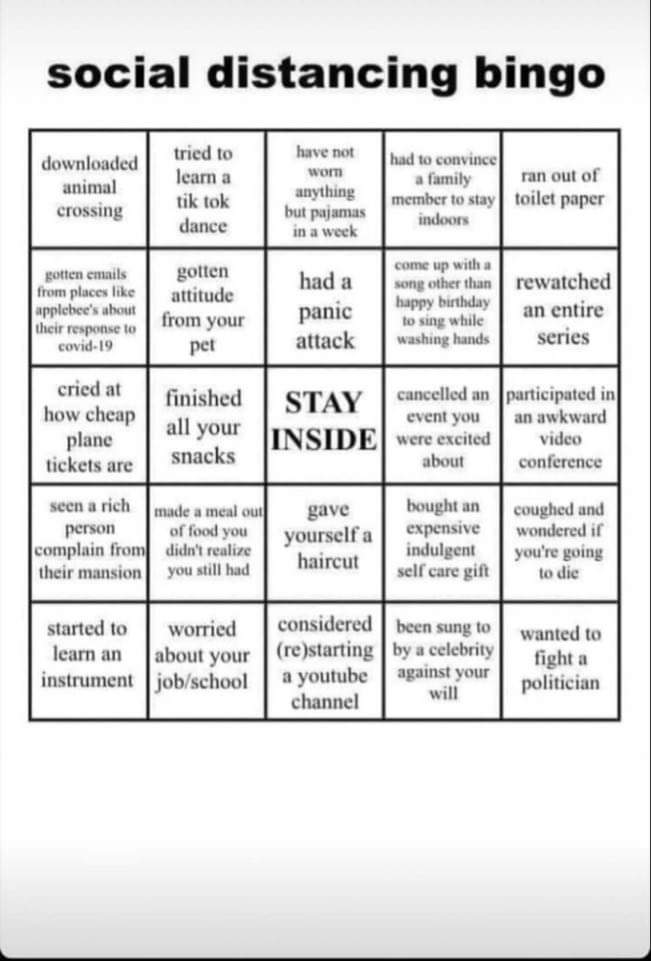 social distancing bingo
downloaded
animal
crossing
tried to
learn a
tik tok
dance
have not
worn
anything
but pajamas
in a week
had to convince
a family
member to stay
indoors
ran out of
toilet paper
gotten emails
from places like
applebee's about
their response to
covid-19
gotten
attitude
from your
pet
had a
panic
attack
come up with a
song other than
happy birthday
to sing while
washing hands
rewatched
an entire
series
cried at
how cheap
plane
tickets are
finished
all your
snacks
STAY
INSIDE
cancelled an
event you
were excited
about
participated in
an awkward
video
conference
seen a rich
person
complain from
their mansion
made a meal out
of food you
didn't realize
you still had
gave
yourself a
haircut
bought an
expensive
indulgent
self care gift
coughed and
wondered if
you're going
to die
started to
learn an
instrument
worried
about your
job/school
considered
(re)starting
a youtube
channel
been sung to
by a celebrity
against your
will
wanted to
fight a
politician